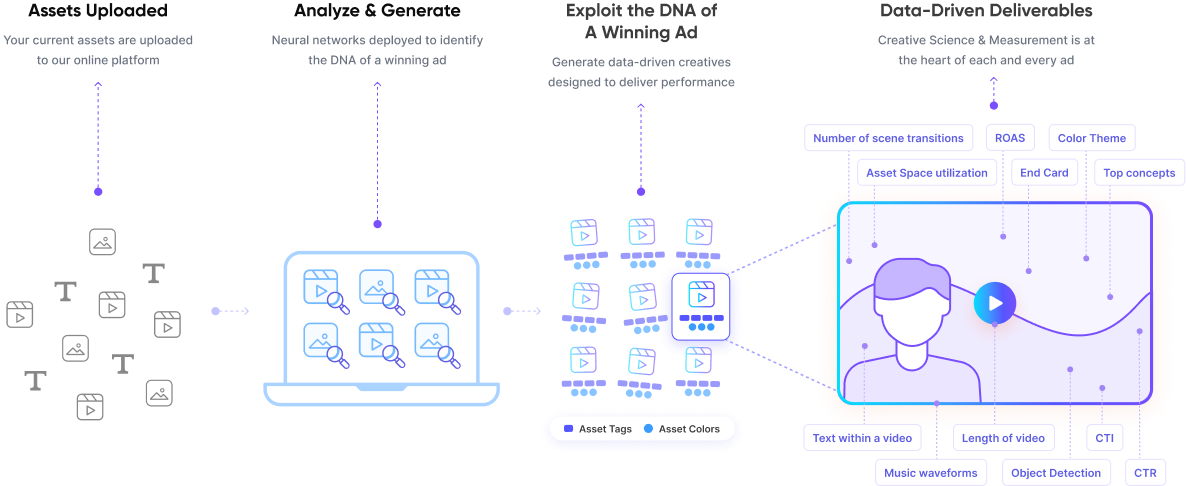 Assets Uploaded
Your current assets are uploaded
to our online platform
Analyze & Generate
Neural networks deployed to identify
the DNA of a winning ad
Exploit the DNA of
A Winning Ad
Generate data-driven creatives
designed to deliver performance
Data-Driven Deliverables
Creative Science & Measurement is at
the heart of each and every ad
Number of scene transitions
ROAS
Color Theme
Asset Space utilization
End Card
Top concepts
T
T
T
T
Asset Tags
Asset Colors
Text within a video
Length of video
CTI
Music waveforms
Object Detection
CTR